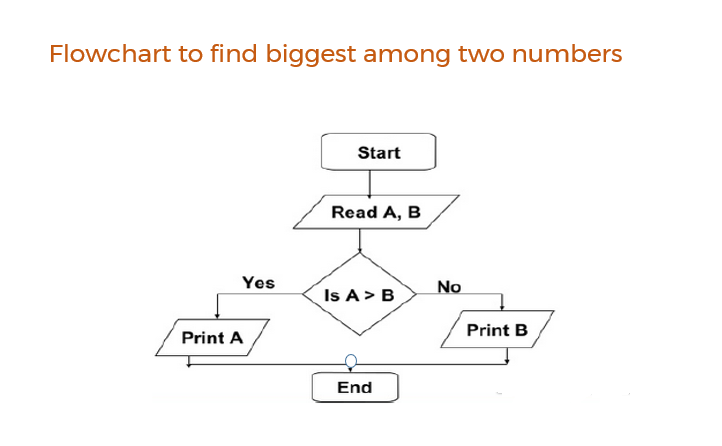 Flowchart to find biggest among two numbers
Start
Read A, B
Yes
Is A > B
No
Print A
Print B
End